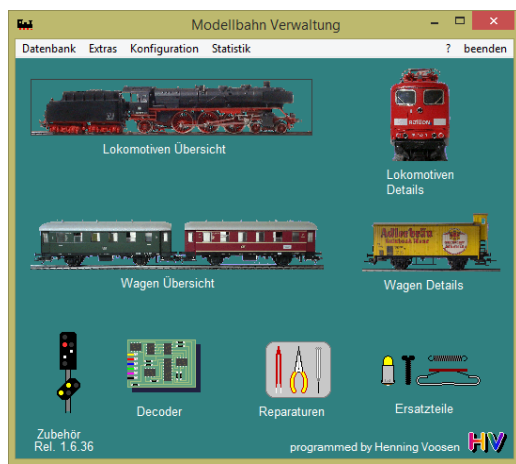 Modellbahn Verwaltung
Datenbank Extras Konfiguration Statistik ? beenden
Lokomotiven Übersicht
Lokomotiven
Details
Adlerbräu
Wagen Übersicht
Wagen Details
Decoder
Reparaturen
Ersatzteile
Zubehör
Rel. 1.6.36
programmed by Henning Voosen HV